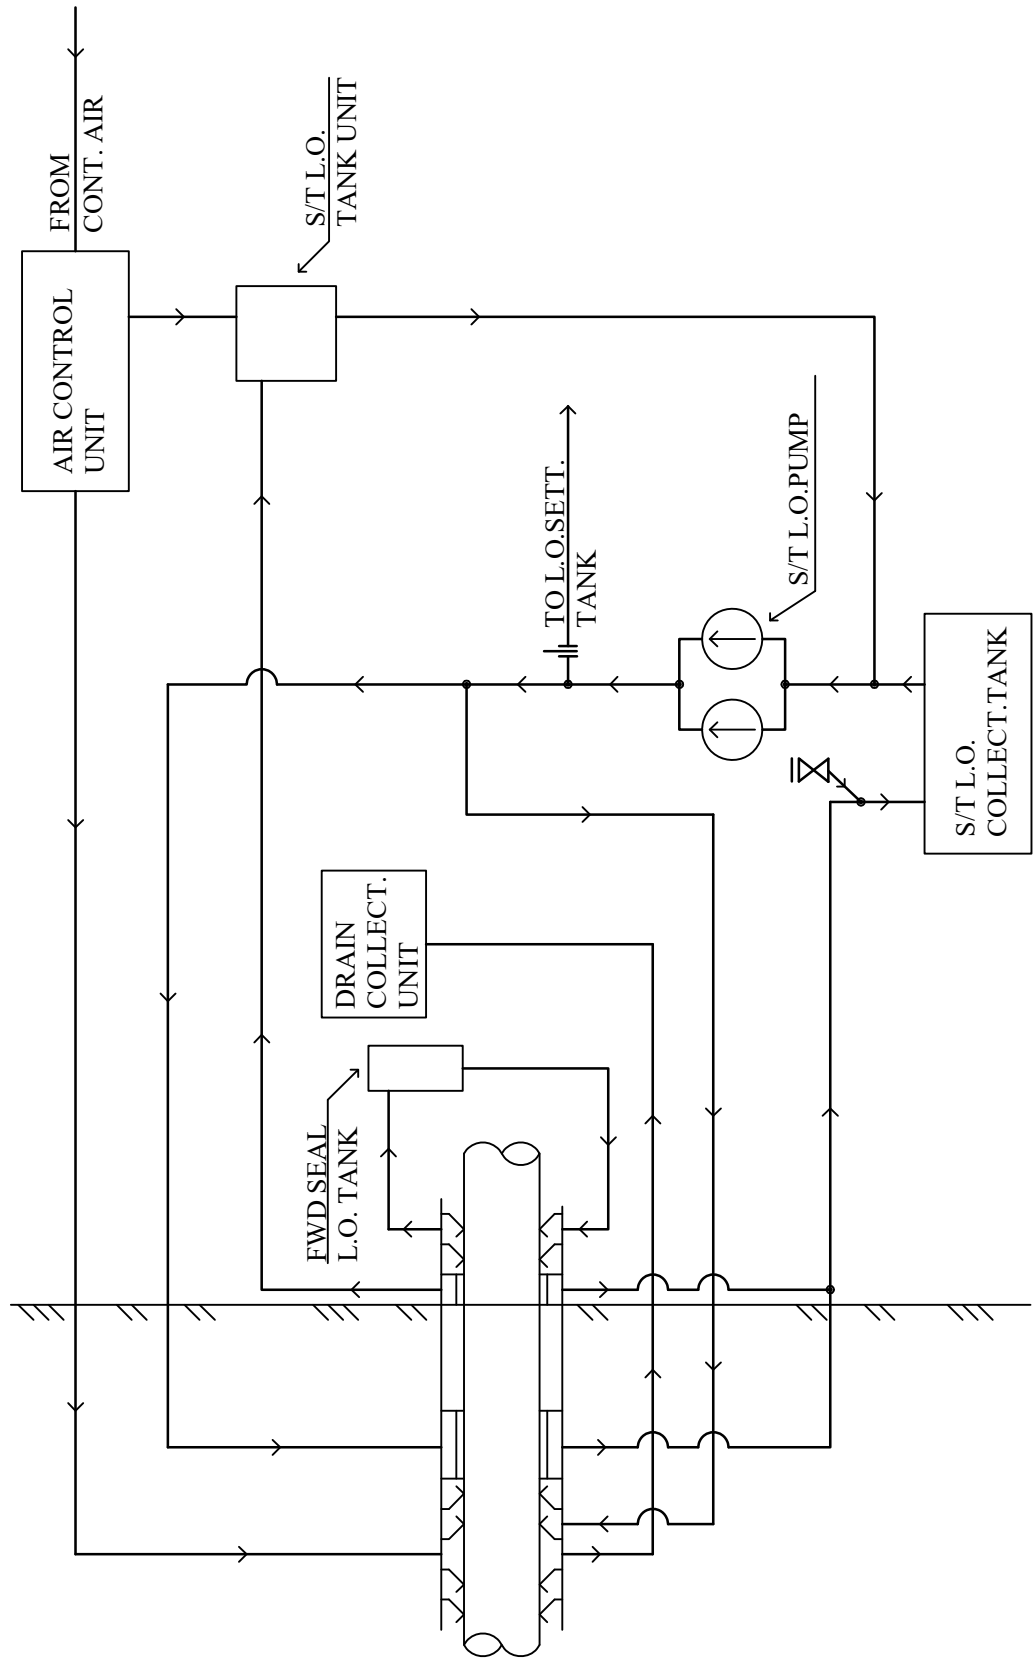 FROM
CONT. AIR
AIR CONTROL
UNIT
S/T L.O.
TANK UNIT
TO L.O.SETT.
TANK
S/T L.O.PUMP
S/T L.O.
COLLECT.TANK
DRAIN
COLLECT.
UNIT
FWD SEAL
L.O. TANK